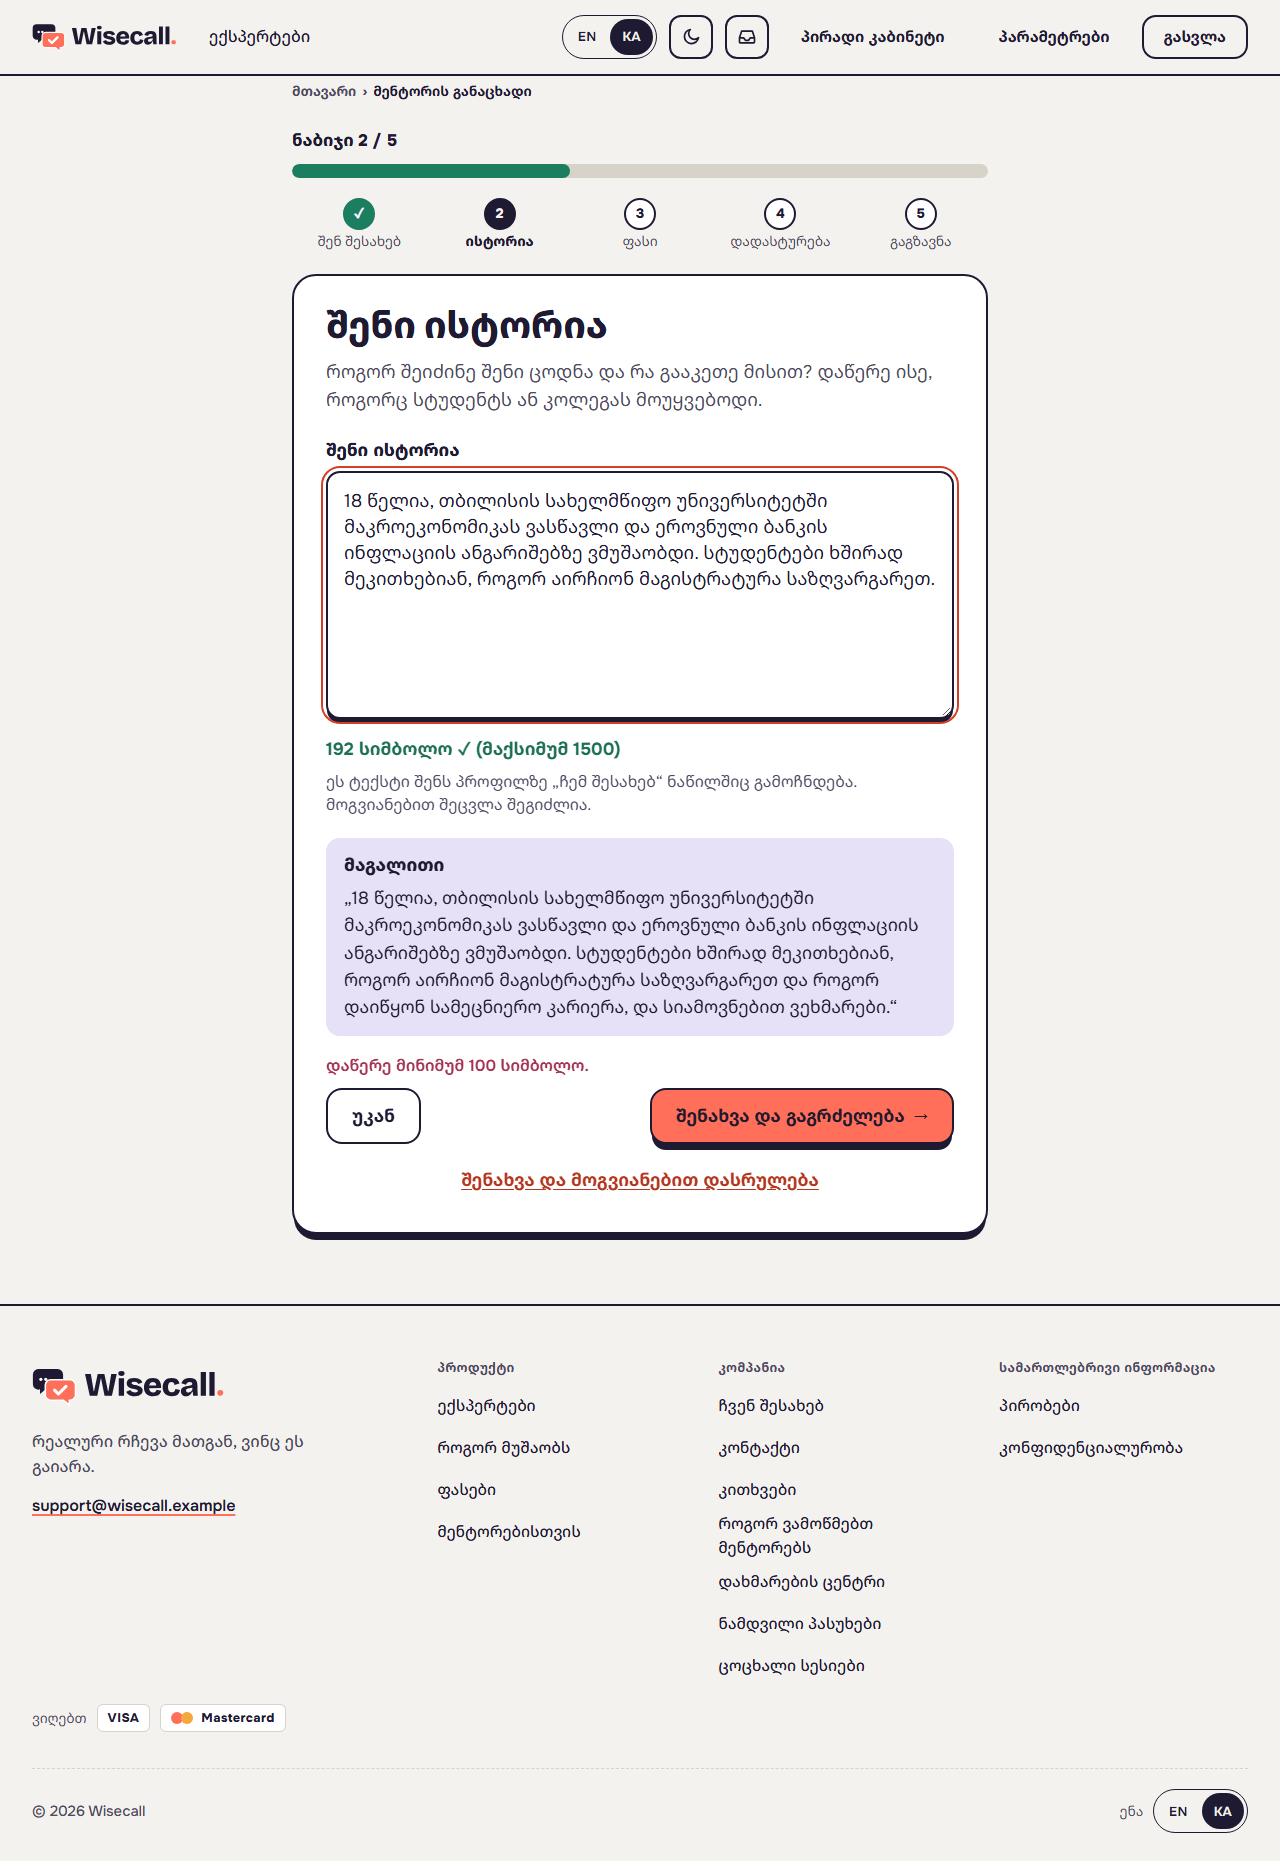 Wisecall.
ექსპერტები
EN KA
პირადი კაბინეტი
პარამეტრები
გასვლა
მთავარი › მენტორის განაცხადი
ნაბიჯი 2 / 5
✓ 2 3 4 5
შენ შესახებ ისტორია ფასი დადასტურება გაგზავნა
შენი ისტორია
როგორ შეიძინე შენი ცოდნა და რა გააკეთე მისით? დაწერე ისე,
როგორც სტუდენტს ან კოლეგას მოუყვებოდი.
შენი ისტორია
18 წელია, თბილისის სახელმწიფო უნივერსიტეტში
მაკროეკონომიკას ვასწავლი და ეროვნული ბანკის
ინფლაციის ანგარიშებზე ვმუშაობდი. სტუდენტები ხშირად
მეკითხებიან, როგორ აირჩიონ მაგისტრატურა საზღვარგარეთ.
192 სიმბოლო ✓ (მაქსიმუმ 1500)
ეს ტექსტი შენს პროფილზე „ჩემ შესახებ“ ნაწილშიც გამოჩნდება.
მოგვიანებით შეცვლა შეგიძლია.
მაგალითი
„18 წელია, თბილისის სახელმწიფო უნივერსიტეტში
მაკროეკონომიკას ვასწავლი და ეროვნული ბანკის ინფლაციის
ანგარიშებზე ვმუშაობდი. სტუდენტები ხშირად მეკითხებიან,
როგორ აირჩიონ მაგისტრატურა საზღვარგარეთ და როგორ
დაიწყონ სამეცნიერო კარიერა, და სიამოვნებით ვეხმარები.“
დაწერე მინიმუმ 100 სიმბოლო.
უკან
შენახვა და გაგრძელება →
შენახვა და მოგვიანებით დასრულება
Wisecall.
რეალური რჩევა მათგან, ვინც ეს
გაიარა.
support@wisecall.example
პროდუქტი
ექსპერტები
როგორ მუშაობს
ფასები
მენტორებისთვის
კომპანია
ჩვენ შესახებ
კონტაქტი
კითხვები
როგორ ვამოწმებთ
მენტორებს
დახმარების ცენტრი
ნამდვილი პასუხები
ცოცხალი სესიები
სამართლებრივი ინფორმაცია
პირობები
კონფიდენციალურობა
ვიღებთ VISA Mastercard
© 2026 Wisecall
ენა EN KA